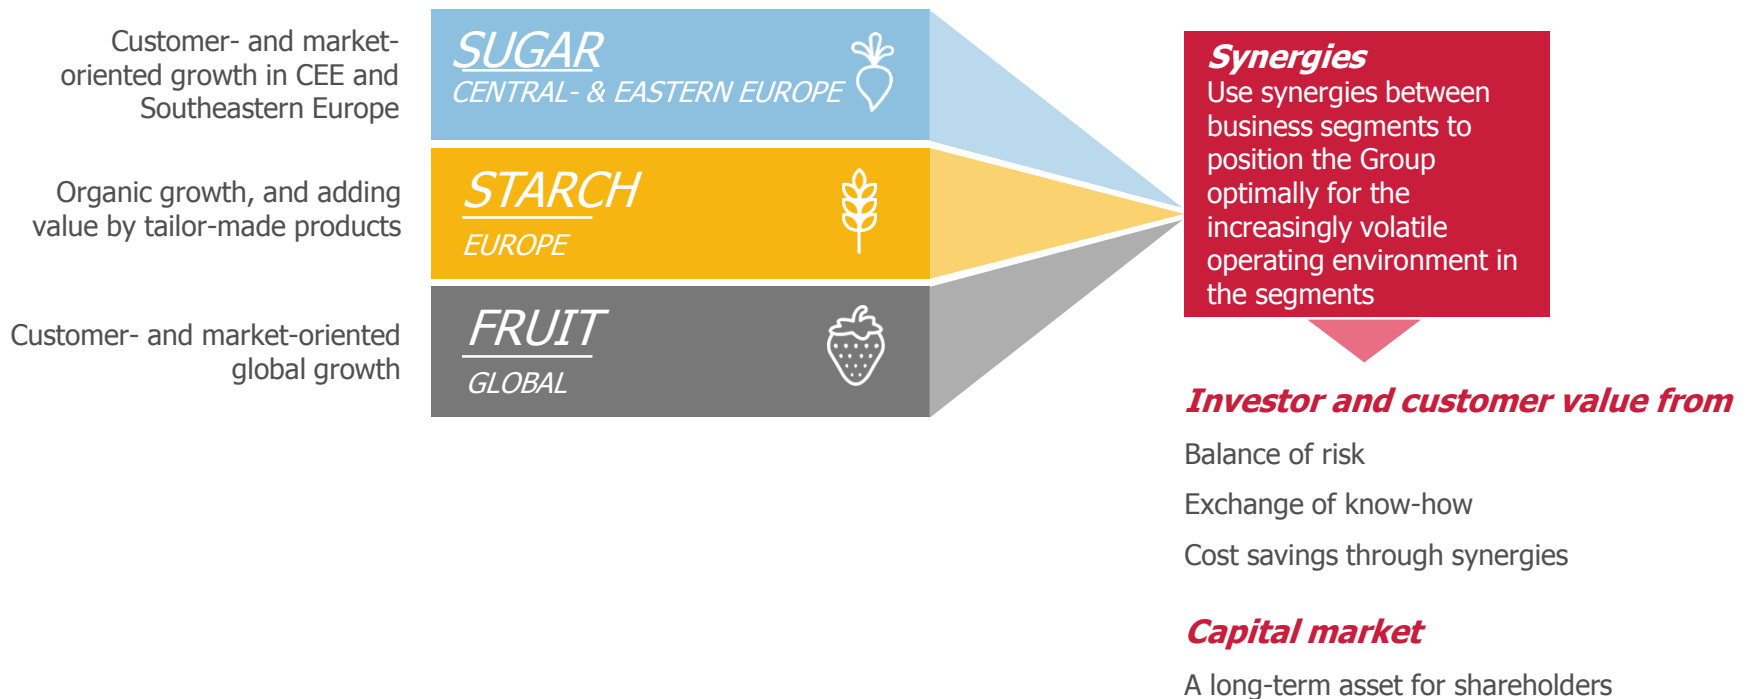 Customer- and market-
oriented growth in CEE and
Southeastern Europe
SUGAR
CENTRAL- & EASTERN EUROPE
Organic growth, and adding
value by tailor-made products
STARCH
EUROPE
Customer- and market-oriented
global growth
FRUIT
GLOBAL
Synergies
Use synergies between
business segments to
position the Group
optimally for the
increasingly volatile
operating environment in
the segments
Investor and customer value from
Balance of risk
Exchange of know-how
Cost savings through synergies
Capital market
A long-term asset for shareholders